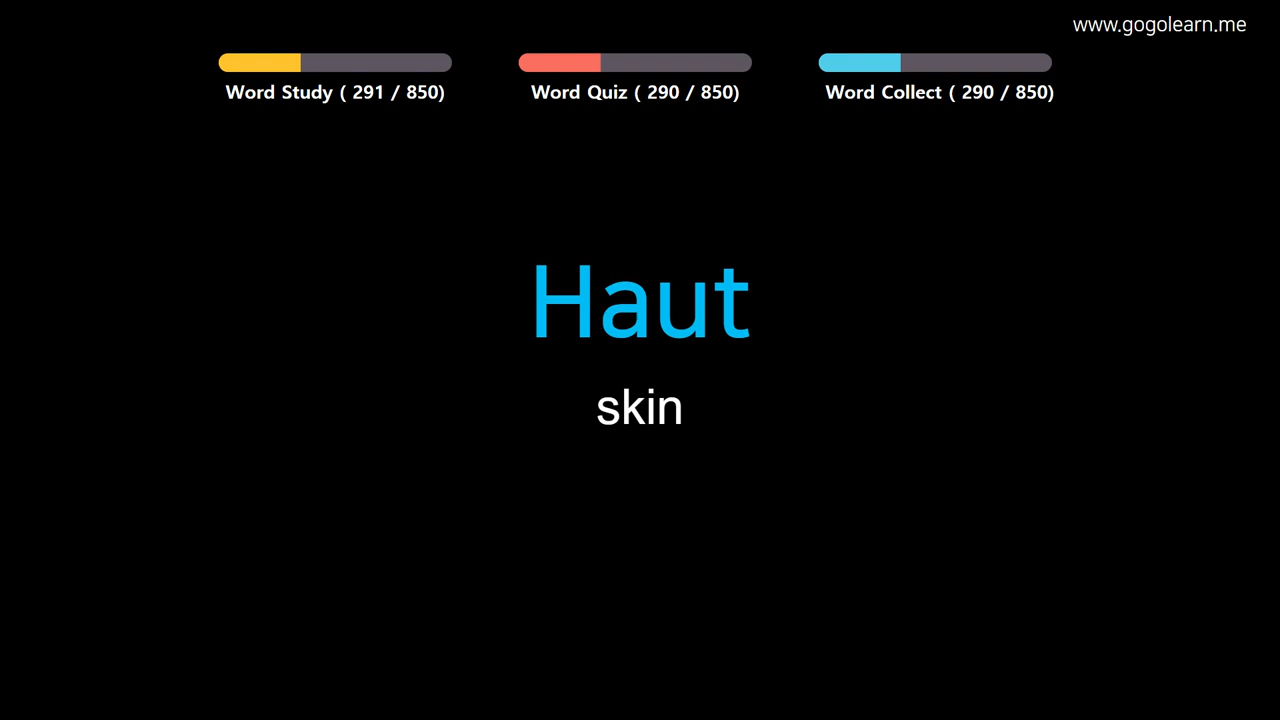 www.gogolearn.me
Word Study ( 291 / 850)
Word Quiz ( 290 / 850)
Word Collect ( 290 / 850)
Haut
skin